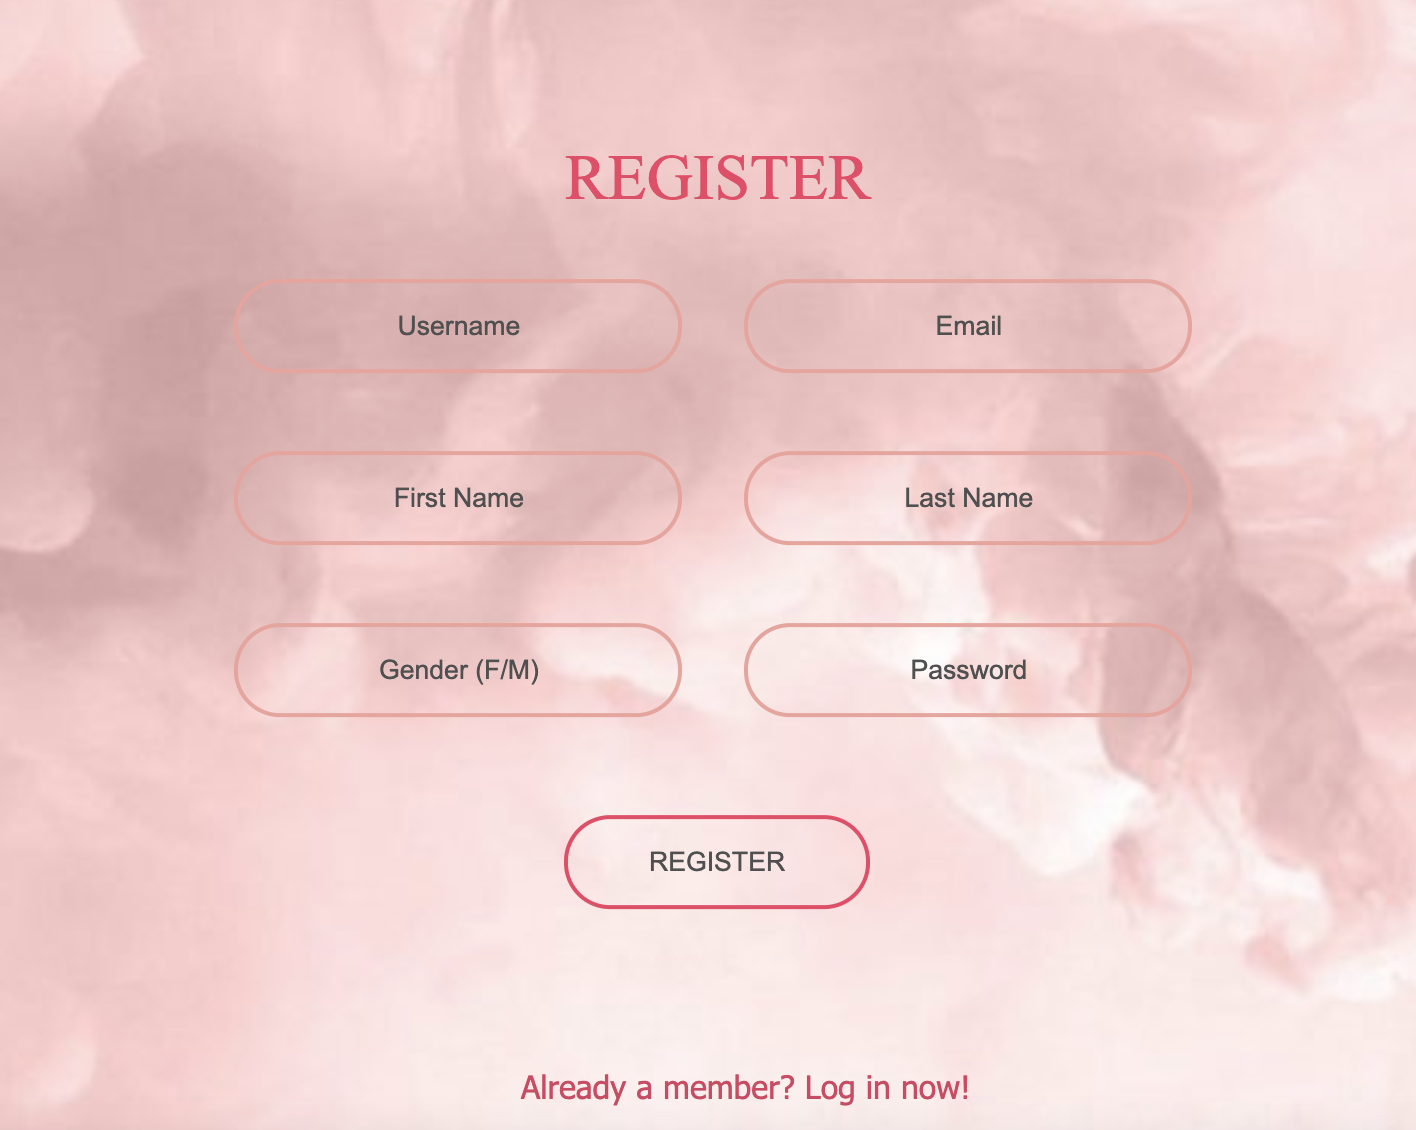 REGISTER
Username Email
First Name Last Name
Gender (F/M) Password
REGISTER
Already a member? Log in now!